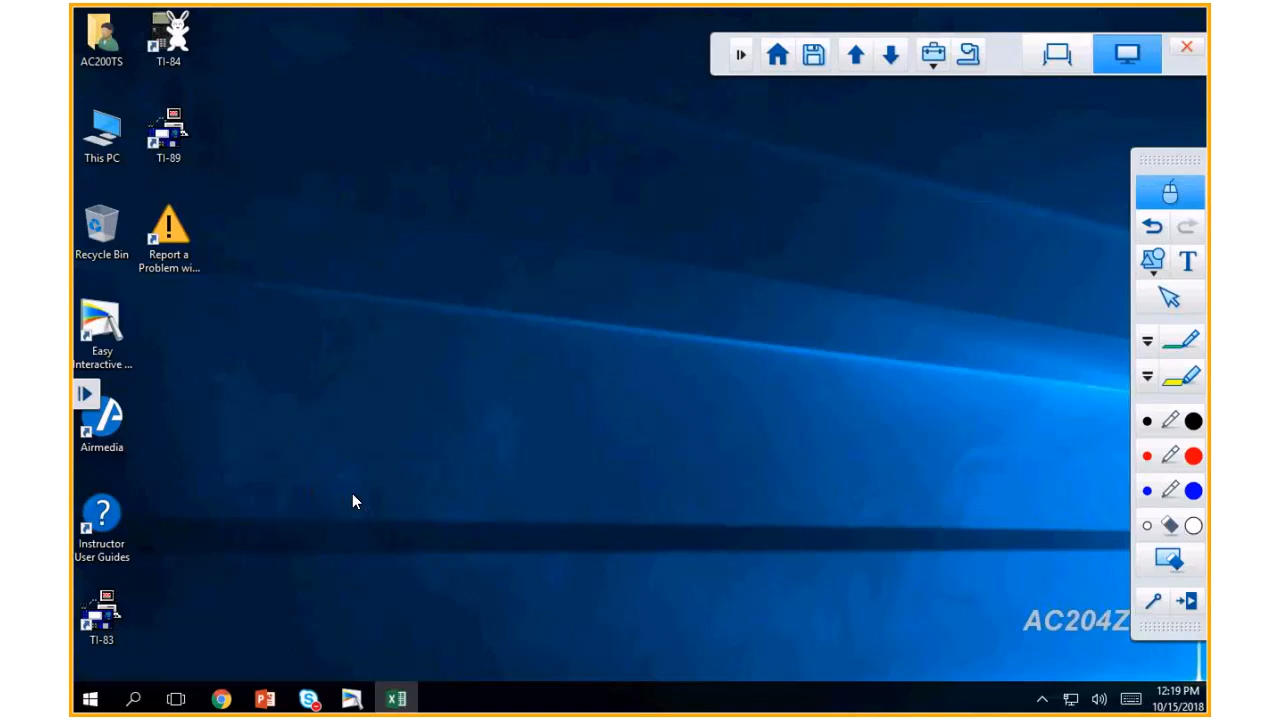 AC200TS
TI-84
This PC
TI-89
Recycle Bin
Report a
Problem wi...
Easy
Interactive ...
Airmedia
Instructor
User Guides
TI-83
T
AC204Z
12:19 PM
10/15/2018